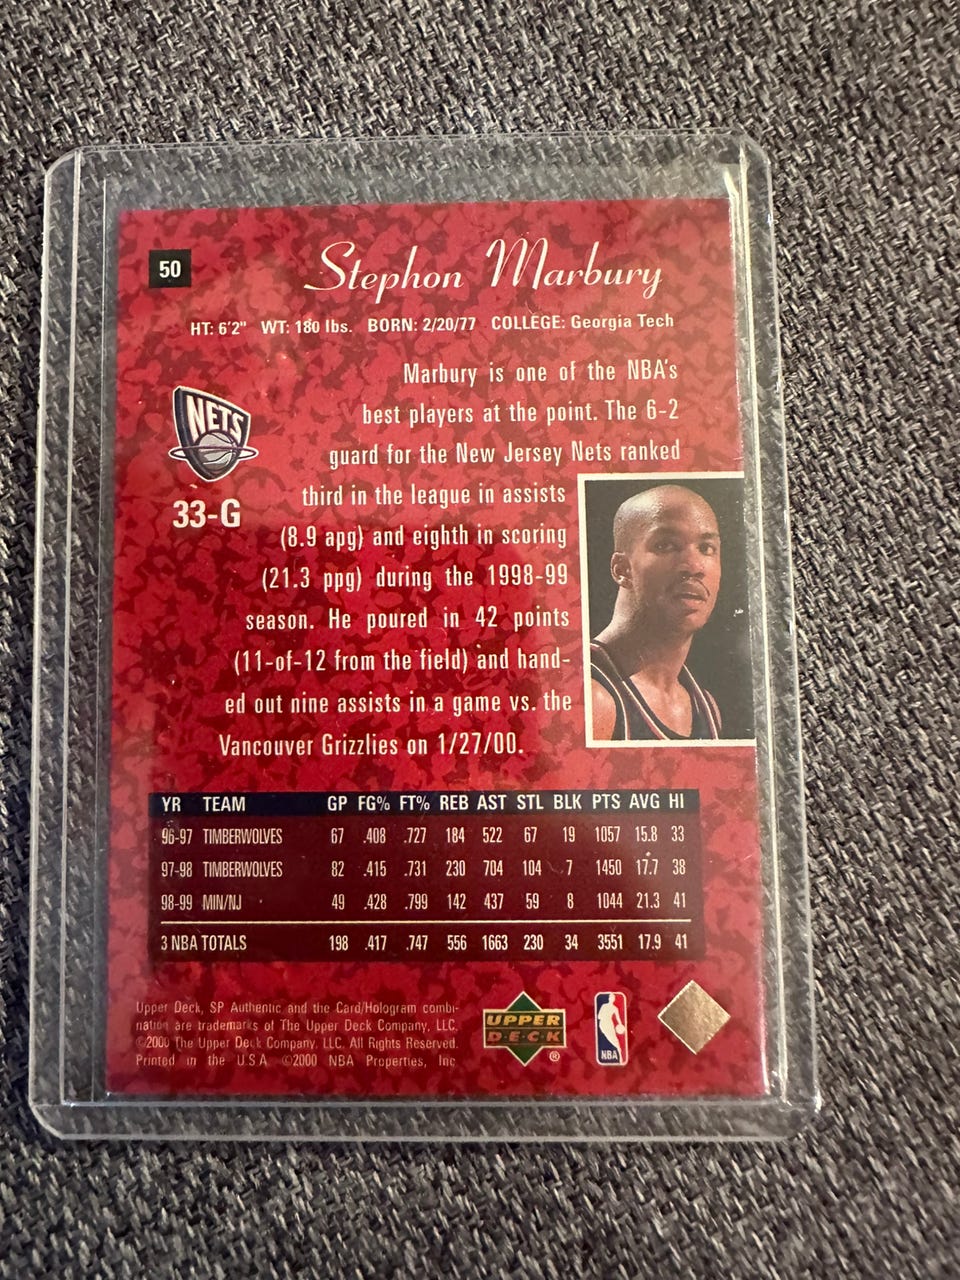 50
Stephon Marbury
HT: 6'2" WT: 180 lbs. BORN: 2/20/77 COLLEGE: Georgia Tech
Marbury is one of the NBA's
best players at the point. The 6-2
guard for the New Jersey Nets ranked
third in the league in assists
(8.9 apg) and eighth in scoring
(21.3 ppg) during the 1998-99
season. He poured in 42 points
(11-of-12 from the field) and hand-
ed out nine assists in a game vs. the
Vancouver Grizzlies on 1/27/00.
NETS
33-G
YR TEAM GP FG% FT% REB AST STL BLK PTS AVG HI
96-97 TIMBERWOLVES 67 .408 .727 184 522 67 19 1057 15.8 33
97-98 TIMBERWOLVES 82 .415 .731 230 704 104 7 1450 17.7 38
98-99 MIN/NJ 49 .428 .799 142 437 59 8 1044 21.3 41
3 NBA TOTALS 198 .417 .747 556 1663 230 34 3551 17.9 41
Upper Deck, SP Authentic and the Card/Hologram combi-
nation are trademarks of The Upper Deck Company, LLC.
©2000 The Upper Deck Company, LLC. All Rights Reserved.
Printed in the U.S.A. ©2000 NBA Properties, Inc
UPPER
D·E·C·K
®
NBA